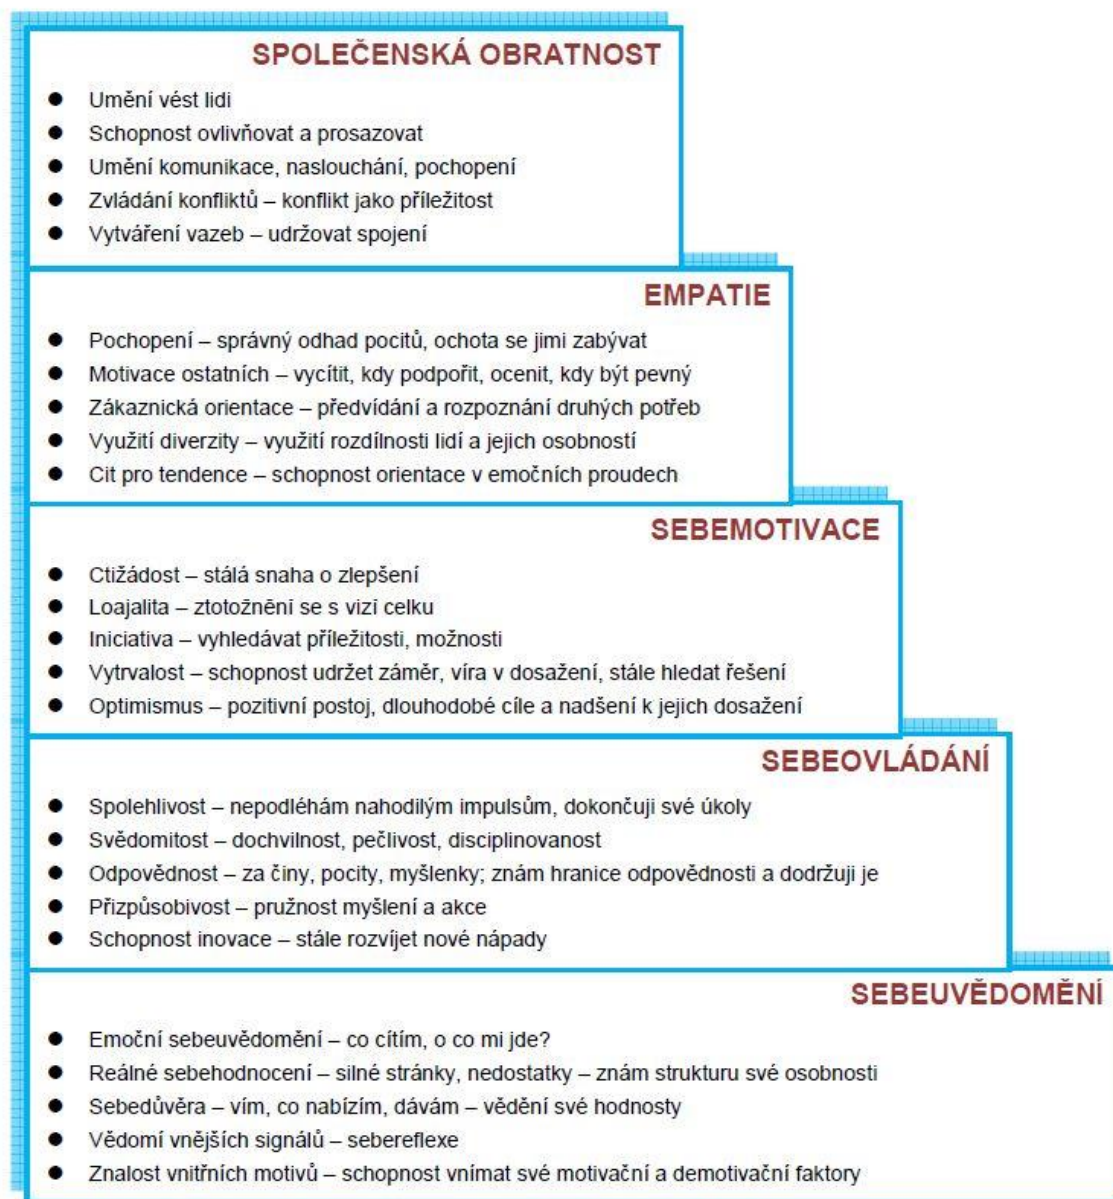 SPOLEČENSKÁ OBRATNOST
● Umění vést lidi
● Schopnost ovlivňovat a prosazovat
● Umění komunikace, naslouchání, pochopení
● Zvládání konfliktů – konflikt jako příležitost
● Vytváření vazeb – udržovat spojení
EMPATIE
● Pochopení – správný odhad pocitů, ochota se jimi zabývat
● Motivace ostatních – vycítit, kdy podpořit, ocenit, kdy být pevný
● Zákaznická orientace – předvídání a rozpoznání druhých potřeb
● Využití diverzity – využití rozdílnosti lidí a jejich osobností
● Cit pro tendence – schopnost orientace v emočních proudech
SEBEMOTIVACE
● Ctižádost – stálá snaha o zlepšení
● Loajalita – ztotožnění se s vizí celku
● Iniciativa – vyhledávat příležitosti, možnosti
● Vytrvalost – schopnost udržet záměr, víra v dosažení, stále hledat řešení
● Optimismus – pozitivní postoj, dlouhodobé cíle a nadšení k jejich dosažení
SEBEOVLÁDÁNÍ
● Spolehlivost – nepodléhám nahodilým impulsům, dokončuji své úkoly
● Svědomitost – dochvilnost, pečlivost, disciplinovanost
● Odpovědnost – za činy, pocity, myšlenky; znám hranice odpovědnosti a dodržuji je
● Přizpůsobivost – pružnost myšlení a akce
● Schopnost inovace – stále rozvíjet nové nápady
SEBEUVĚDOMĚNÍ
● Emoční sebeuvědomění – co cítím, o co mi jde?
● Reálné sebehodnocení – silné stránky, nedostatky – znám strukturu své osobnosti
● Sebedůvěra – vím, co nabízím, dávám – vědění své hodnosty
● Vědomí vnějších signálů – sebereflexe
● Znalost vnitřních motivů – schopnost vnímat své motivační a demotivační faktory